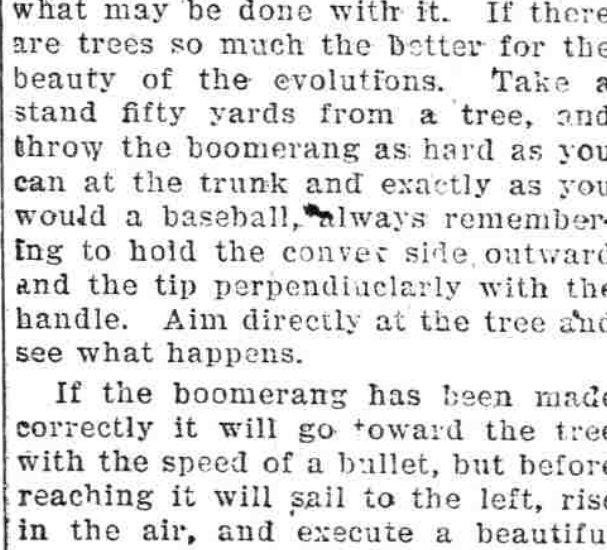 what may be done with it. If there
are trees so much the better for the
beauty of the evolutions. Take a
stand fifty yards from a tree, and
throw the boomerang as hard as you
can at the trunk and exactly as you
would a baseball, always remember-
ing to hold the convex side outward
and the tip perpendiuclarly with the
handle. Aim directly at the tree and
see what happens.
If the boomerang has been made
correctly it will go toward the tree
with the speed of a bullet, but before
reaching it will sail to the left, rise
in the air, and execute a beautiful